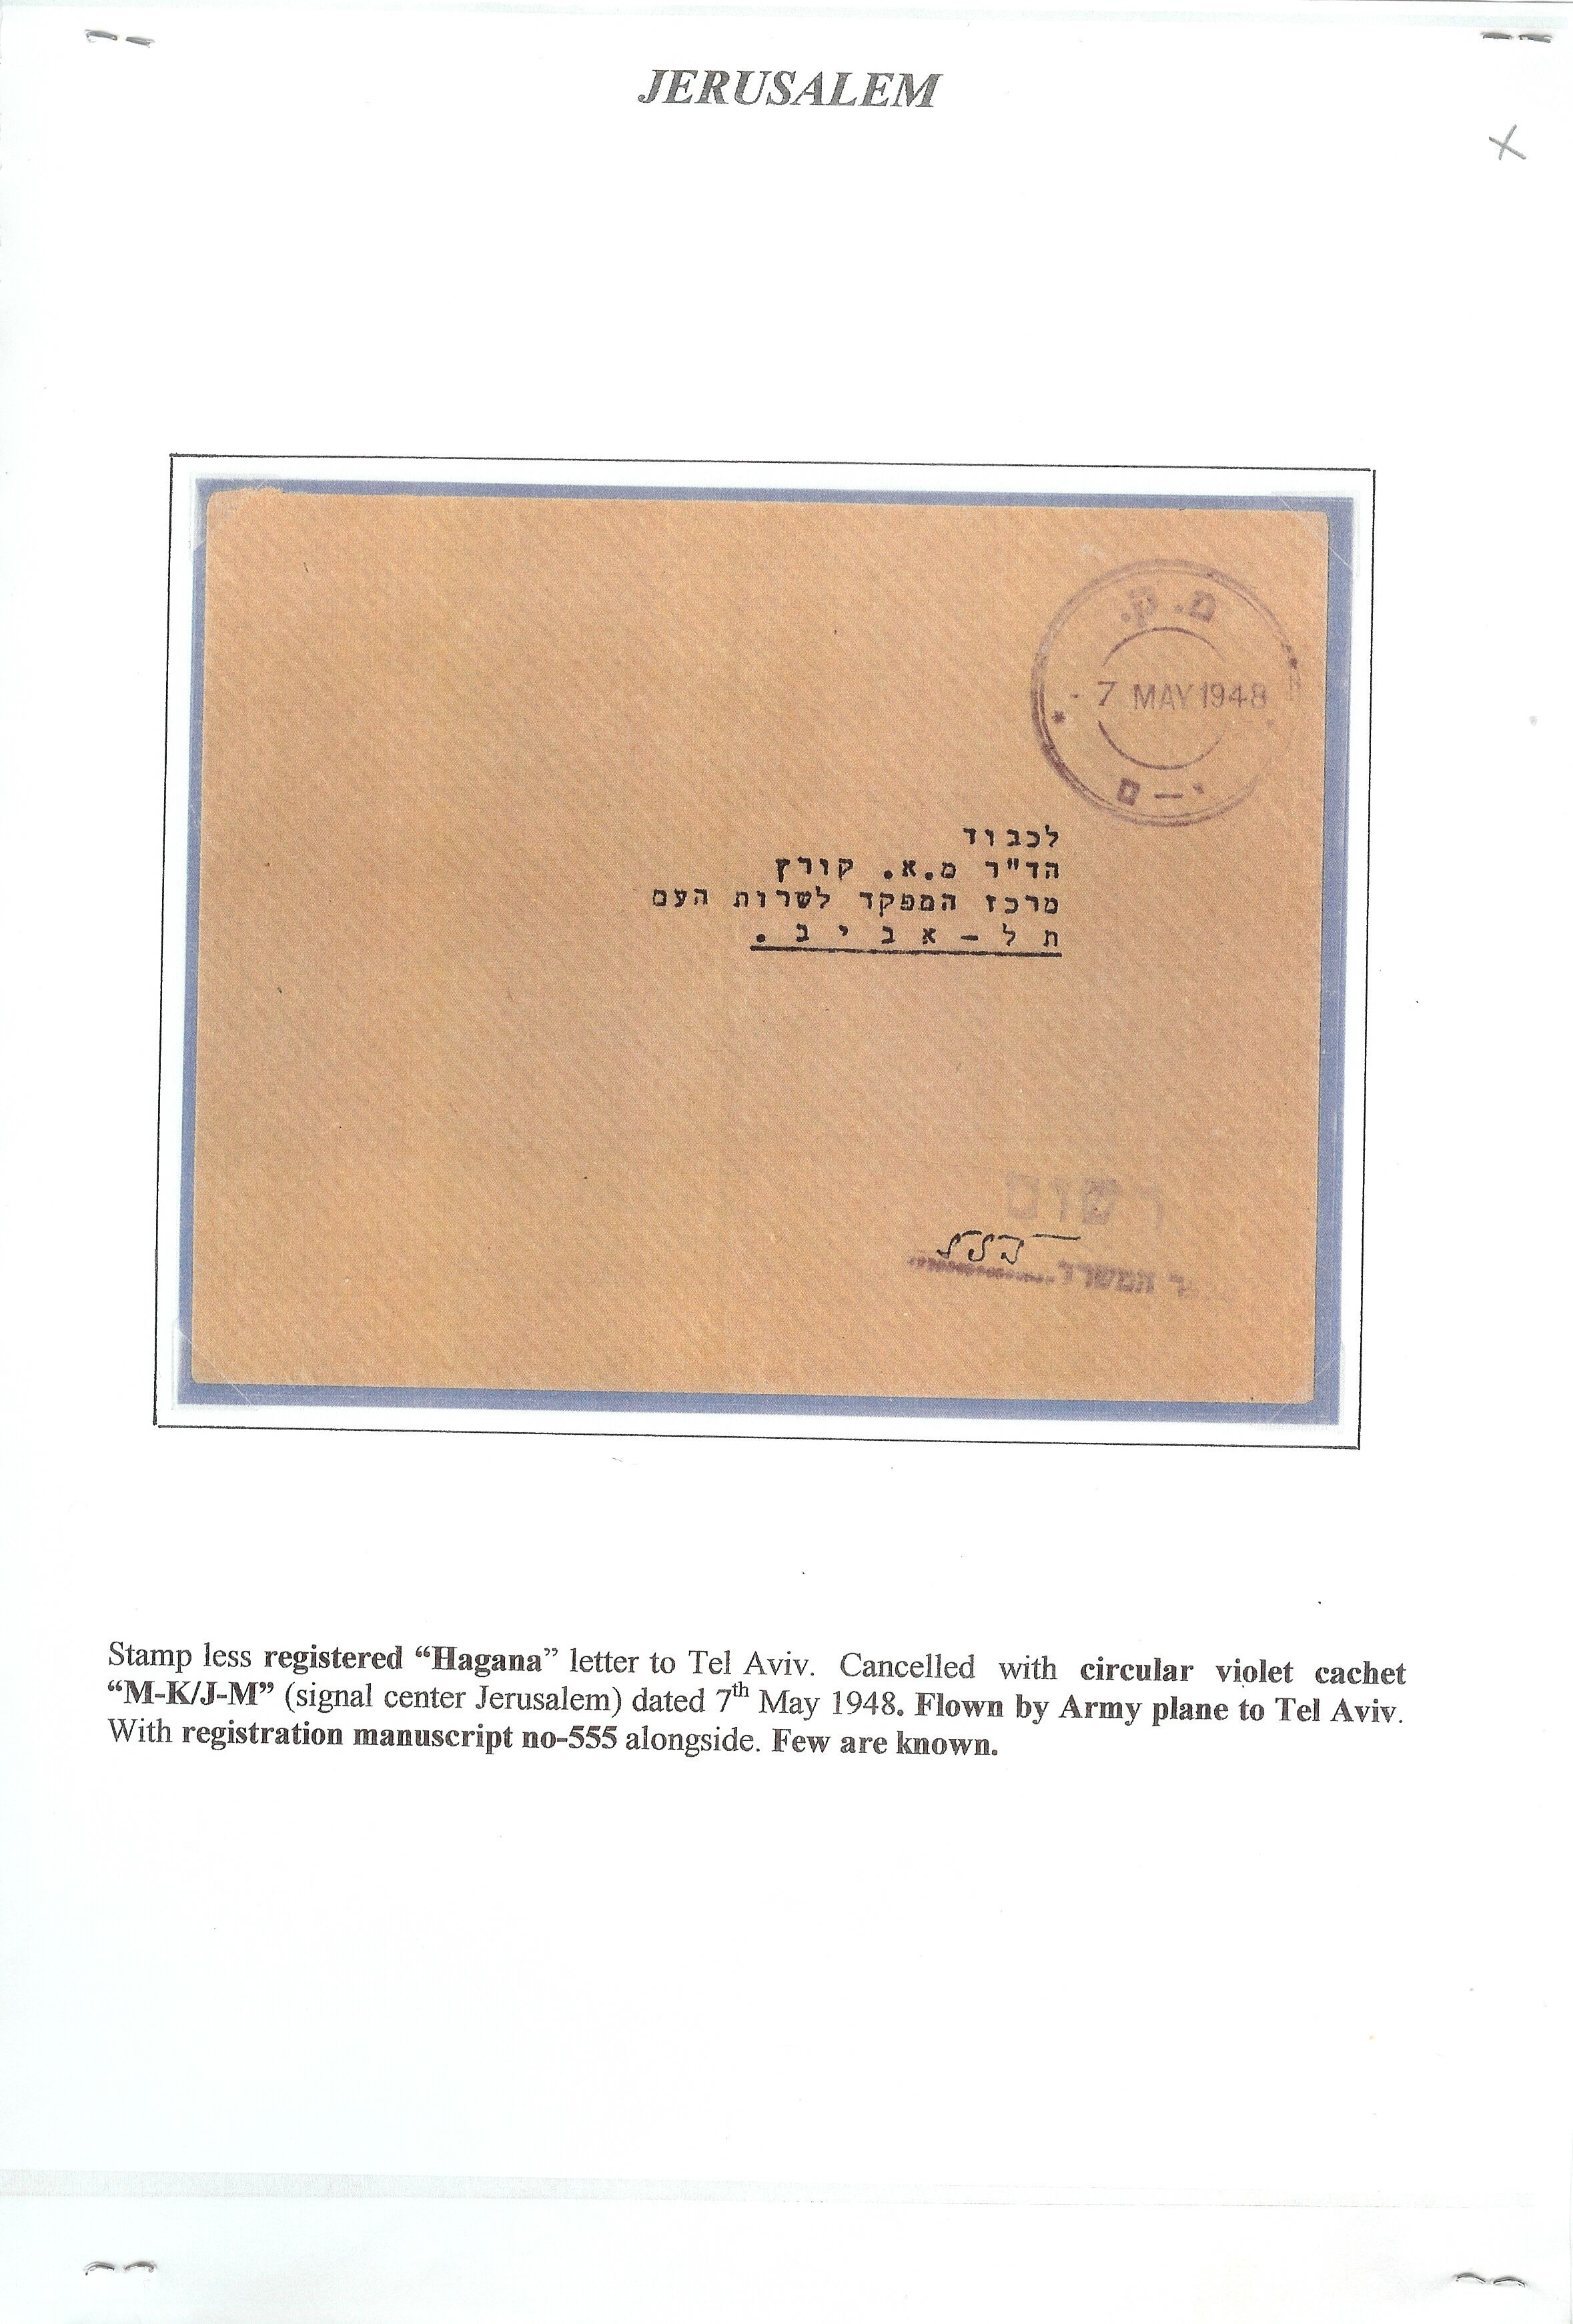 JERUSALEM
מ. ק.
- 7 MAY 1948
* *
י — ם
לכבוד
הד"ר מ.א. קורץ
מרכז המפקד לשרות העם
ת ל - א ב י ב .
רשום
המשרד
Stamp less registered “Hagana” letter to Tel Aviv. Cancelled with circular violet cachet
“M-K/J-M” (signal center Jerusalem) dated 7th May 1948. Flown by Army plane to Tel Aviv.
With registration manuscript no-555 alongside. Few are known.